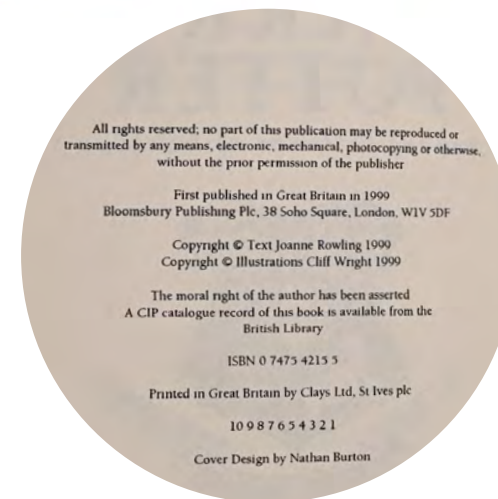 All rights reserved; no part of this publication may be reproduced or
transmitted by any means, electronic, mechanical, photocopying or otherwise,
without the prior permission of the publisher
First published in Great Britain in 1999
Bloomsbury Publishing Plc, 38 Soho Square, London, W1V 5DF
Copyright © Text Joanne Rowling 1999
Copyright © Illustrations Cliff Wright 1999
The moral right of the author has been asserted
A CIP catalogue record of this book is available from the
British Library
ISBN 0 7475 4215 5
Printed in Great Britain by Clays Ltd, St Ives plc
10 9 8 7 6 5 4 3 2 1
Cover Design by Nathan Burton